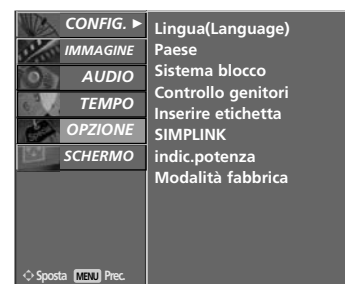 CONFIG. ►
IMMAGINE
AUDIO
TEMPO
OPZIONE
SCHERMO
Lingua(Language)
Paese
Sistema blocco
Controllo genitori
Inserire etichetta
SIMPLINK
indic.potenza
Modalità fabbrica
Sposta MENU Prec.